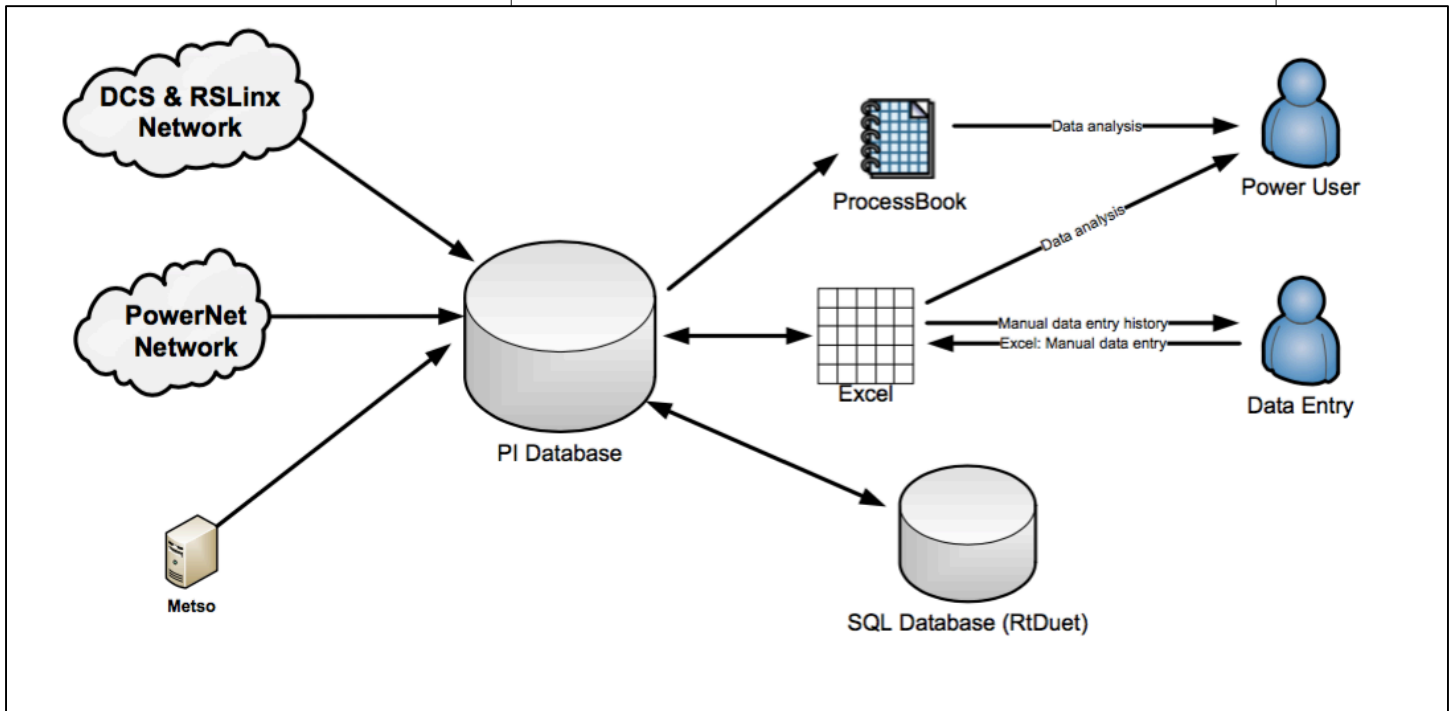 DCS & RSLinx
Network
PowerNet
Network
Metso
PI Database
ProcessBook
Excel
SQL Database (RtDuet)
Data analysis
Data analysis
Manual data entry history
Excel: Manual data entry
Power User
Data Entry